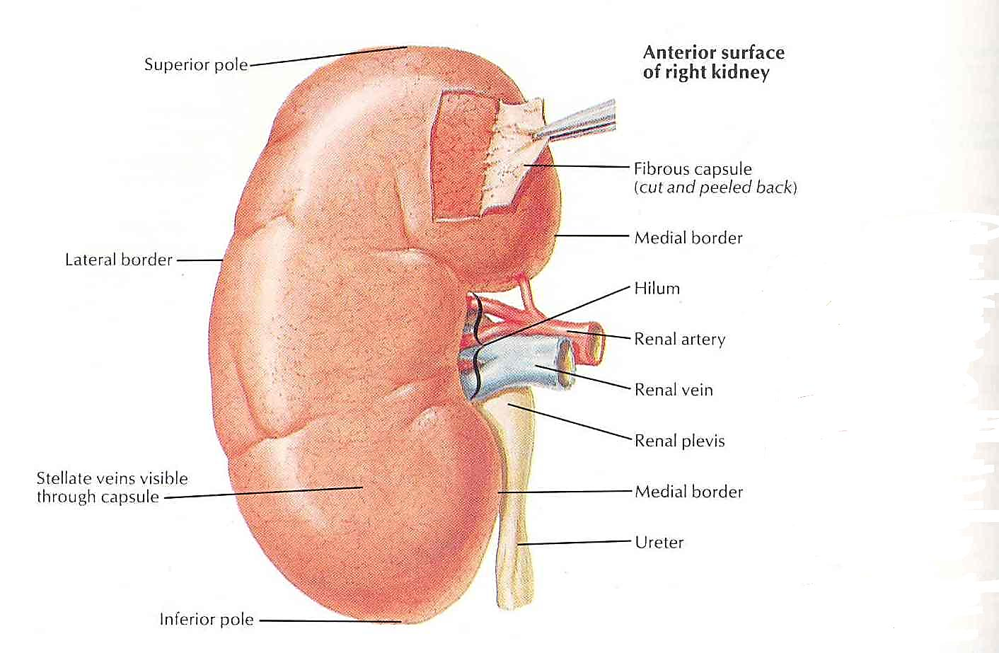 Anterior surface
of right kidney
Superior pole
Fibrous capsule
(cut and peeled back)
Medial border
Lateral border
Hilum
Renal artery
Renal vein
Renal plevis
Stellate veins visible
through capsule
Medial border
Ureter
Inferior pole